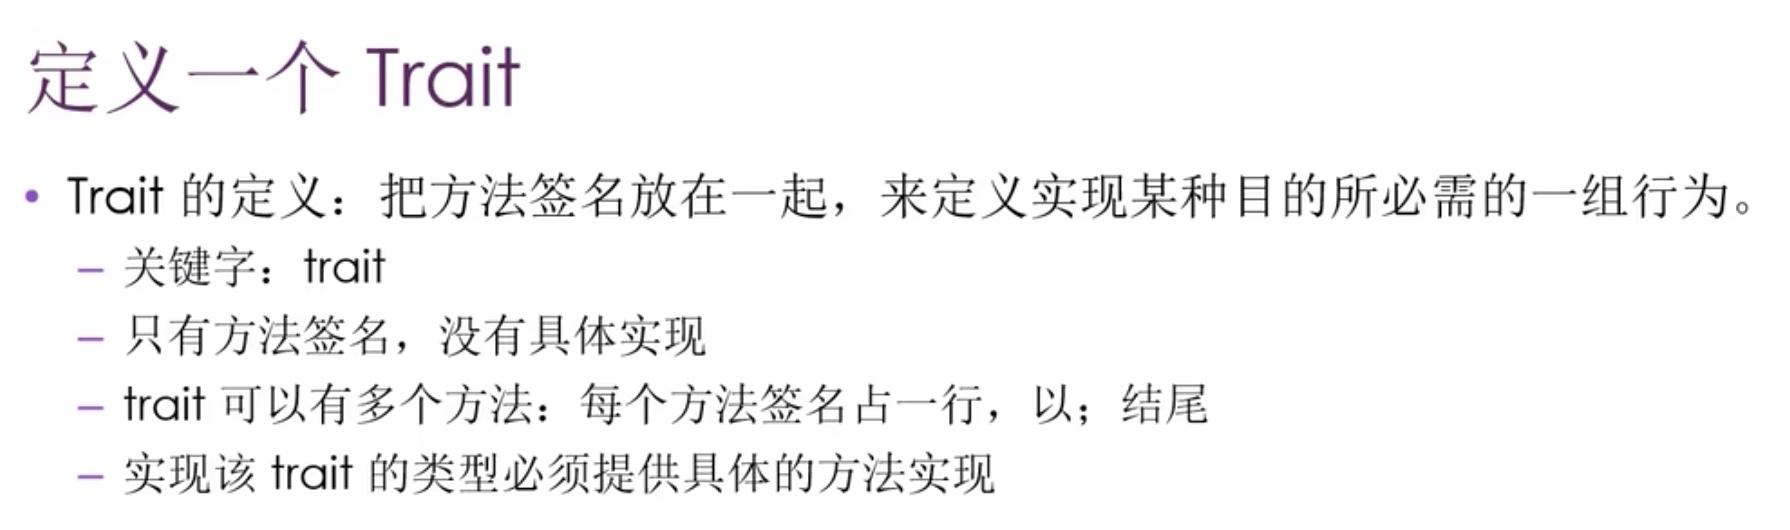 定义一个 Trait
• Trait 的定义：把方法签名放在一起，来定义实现某种目的所必需的一组行为。
– 关键字：trait
– 只有方法签名，没有具体实现
– trait 可以有多个方法：每个方法签名占一行，以；结尾
– 实现该 trait 的类型必须提供具体的方法实现